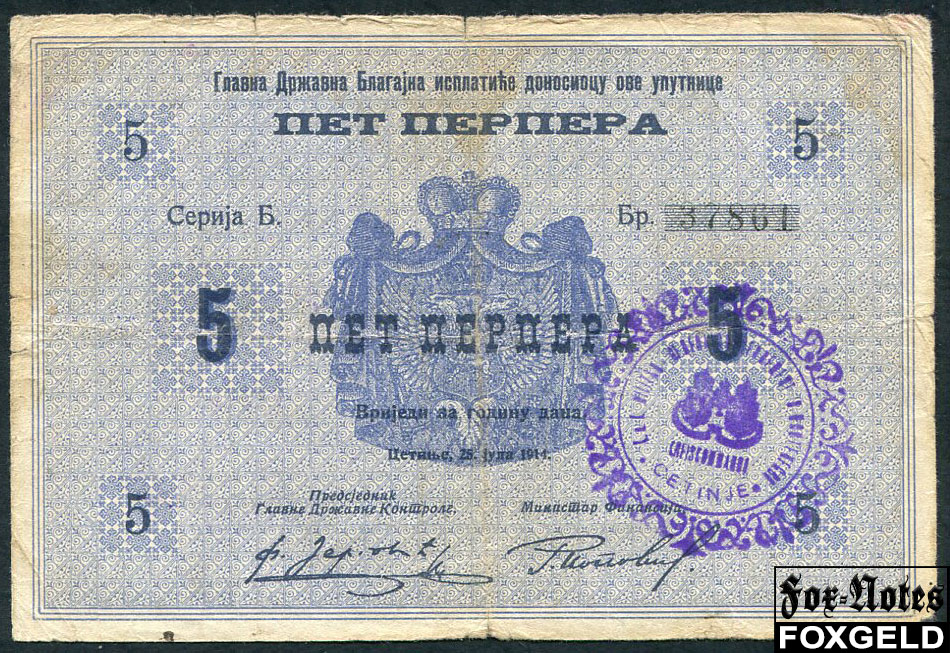 Главна Државна Благајна исплатиће доносиоцу ове упутнице
5 ПЕТ ПЕРПЕРА 5
Серија Б. Бр. 37861
5 ПЕТ ПЕРПЕРА 5
Вриједи за годину дана.
Цетиње, 25. јула 1914.
Предсједник
Главне Државне Контроле, Министар Финансија,
5 5
CETINJE
Fox-Notes
FOXGELD